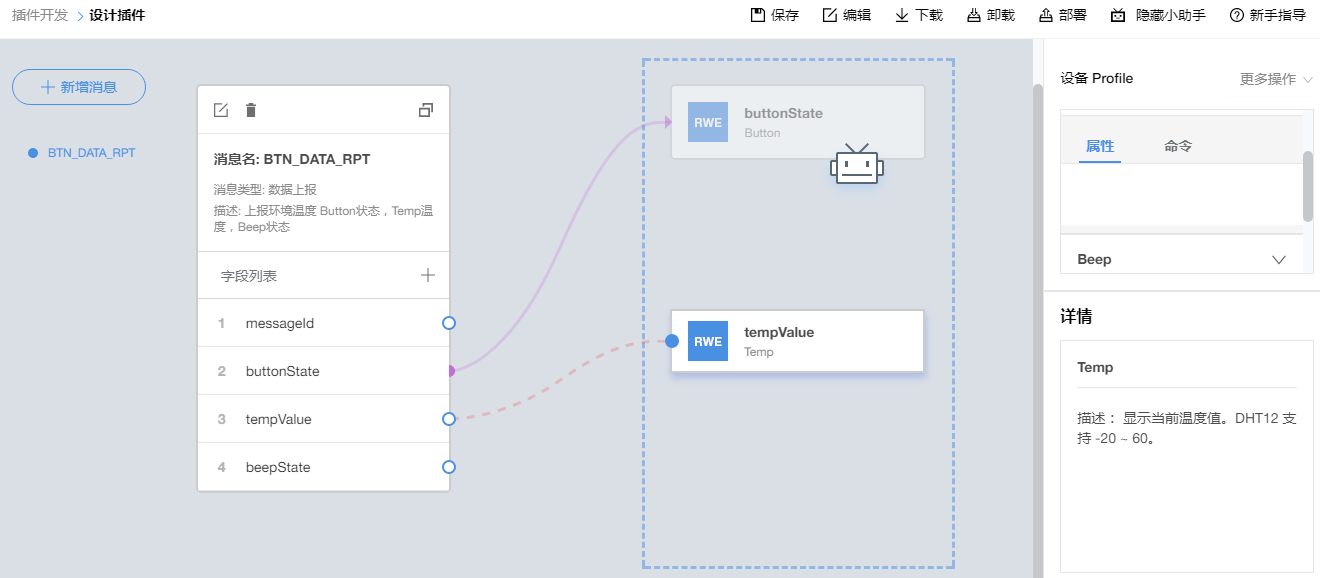 插件开发 > 设计插件
保存 编辑 下载 卸载 部署 隐藏小助手 新手指导
新增消息
BTN_DATA_RPT
消息名: BTN_DATA_RPT
消息类型: 数据上报
描述: 上报环境温度 Button状态，Temp温
度，Beep状态
字段列表
1 messageId
2 buttonState
3 tempValue
4 beepState
RWE
buttonState
Button
RWE
tempValue
Temp
设备 Profile
更多操作
属性 命令
Beep
详情
Temp
描述： 显示当前温度值。DHT12 支
持 -20 ~ 60。